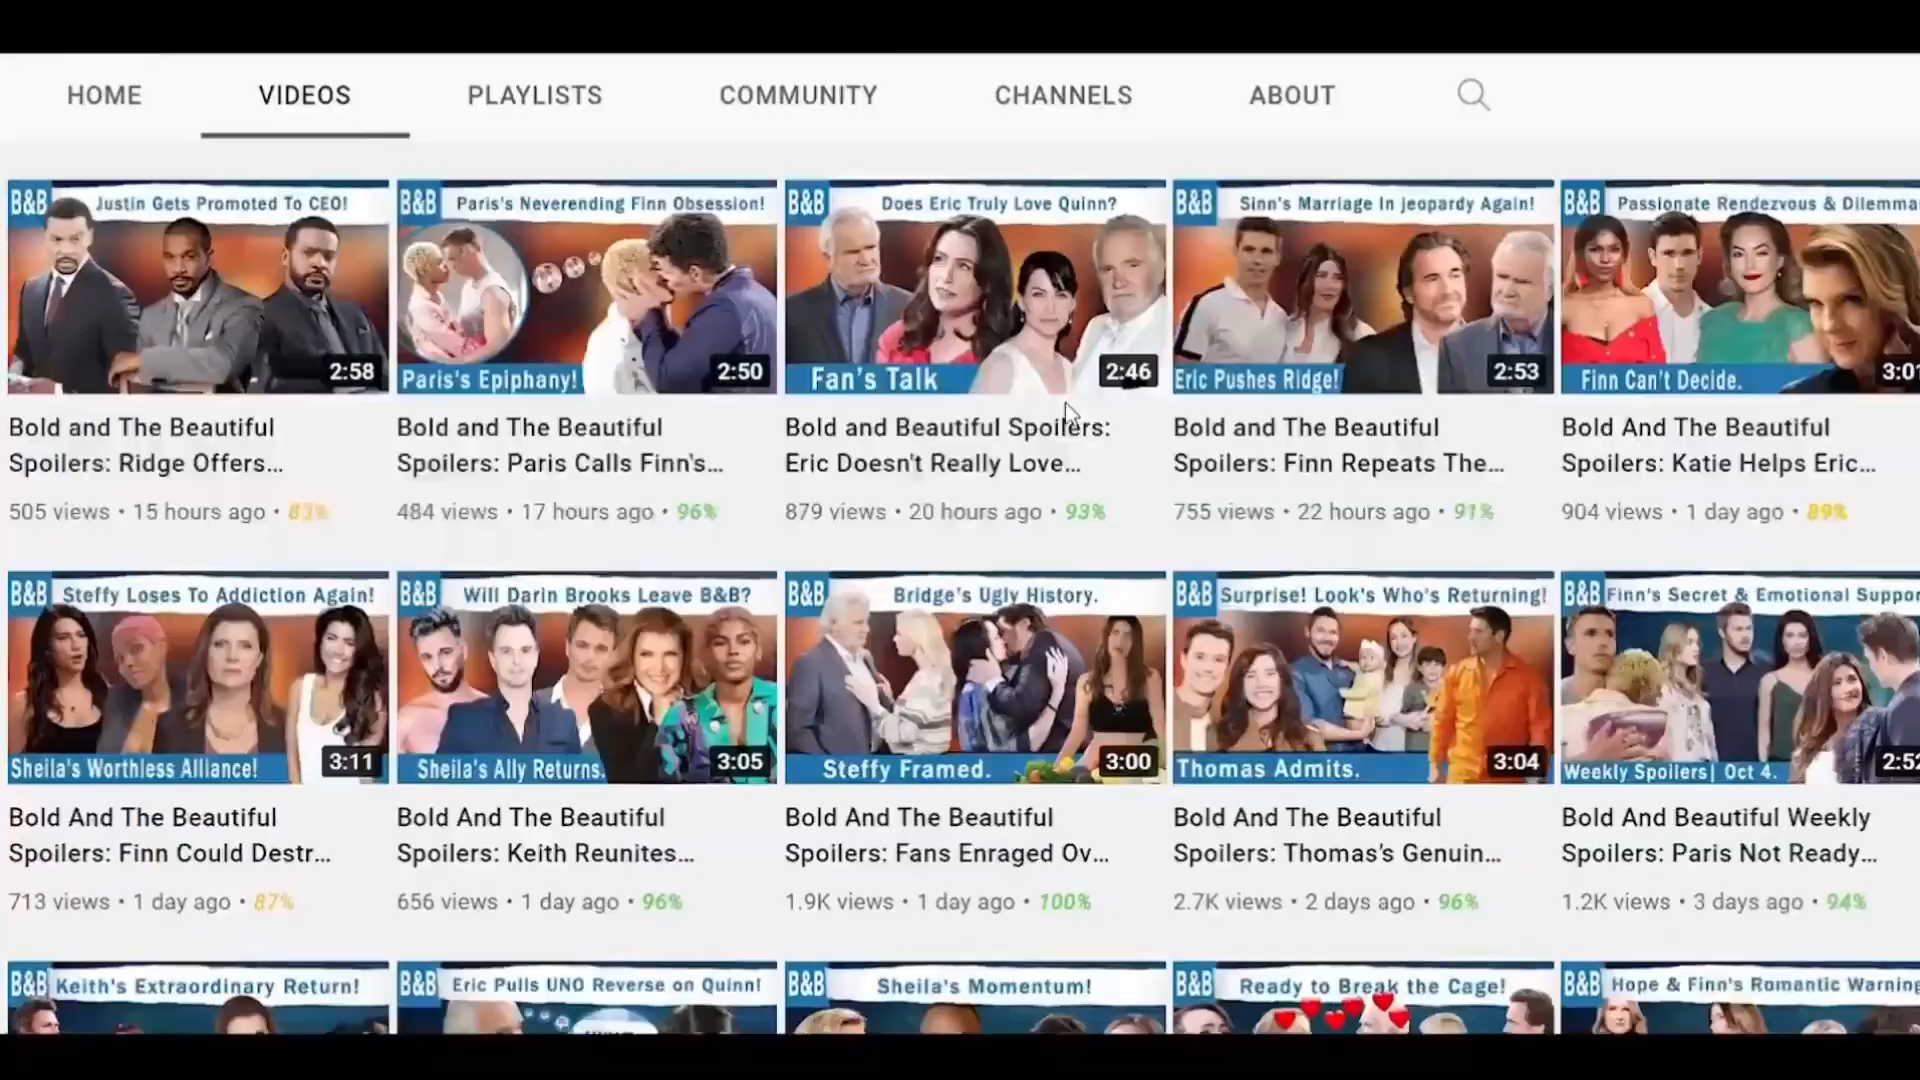 HOME VIDEOS PLAYLISTS COMMUNITY CHANNELS ABOUT
B&B Justin Gets Promoted To CEO!
2:58
Bold and The Beautiful
Spoilers: Ridge Offers...
505 views • 15 hours ago • 83%
B&B Paris's Neverending Finn Obsession!
Paris's Epiphany!
2:50
Bold and The Beautiful
Spoilers: Paris Calls Finn's...
484 views • 17 hours ago • 96%
B&B Does Eric Truly Love Quinn?
Fan's Talk
2:46
Bold and Beautiful Spoilers:
Eric Doesn't Really Love...
879 views • 20 hours ago • 93%
B&B Sinn's Marriage In jeopardy Again!
Eric Pushes Ridge!
2:53
Bold and The Beautiful
Spoilers: Finn Repeats The...
755 views • 22 hours ago • 91%
B&B Passionate Rendezvous & Dilemma
Finn Can't Decide.
3:01
Bold And The Beautiful
Spoilers: Katie Helps Eric...
904 views • 1 day ago • 89%
B&B Steffy Loses To Addiction Again!
Sheila's Worthless Alliance!
3:11
Bold And The Beautiful
Spoilers: Finn Could Destr...
713 views • 1 day ago • 87%
B&B Will Darin Brooks Leave B&B?
Sheila's Ally Returns.
3:05
Bold And The Beautiful
Spoilers: Keith Reunites...
656 views • 1 day ago • 96%
B&B Bridge's Ugly History.
Steffy Framed.
3:00
Bold And The Beautiful
Spoilers: Fans Enraged Ov...
1.9K views • 1 day ago • 100%
B&B Surprise! Look's Who's Returning!
Thomas Admits.
3:04
Bold And The Beautiful
Spoilers: Thomas's Genuin...
2.7K views • 2 days ago • 96%
B&B Finn's Secret & Emotional Suppor
Weekly Spoilers| Oct 4.
2:52
Bold And Beautiful Weekly
Spoilers: Paris Not Ready...
1.2K views • 3 days ago • 94%
B&B Keith's Extraordinary Return!
B&B Eric Pulls UNO Reverse on Quinn!
B&B Sheila's Momentum!
B&B Ready to Break the Cage!
B&B Hope & Finn's Romantic Warning